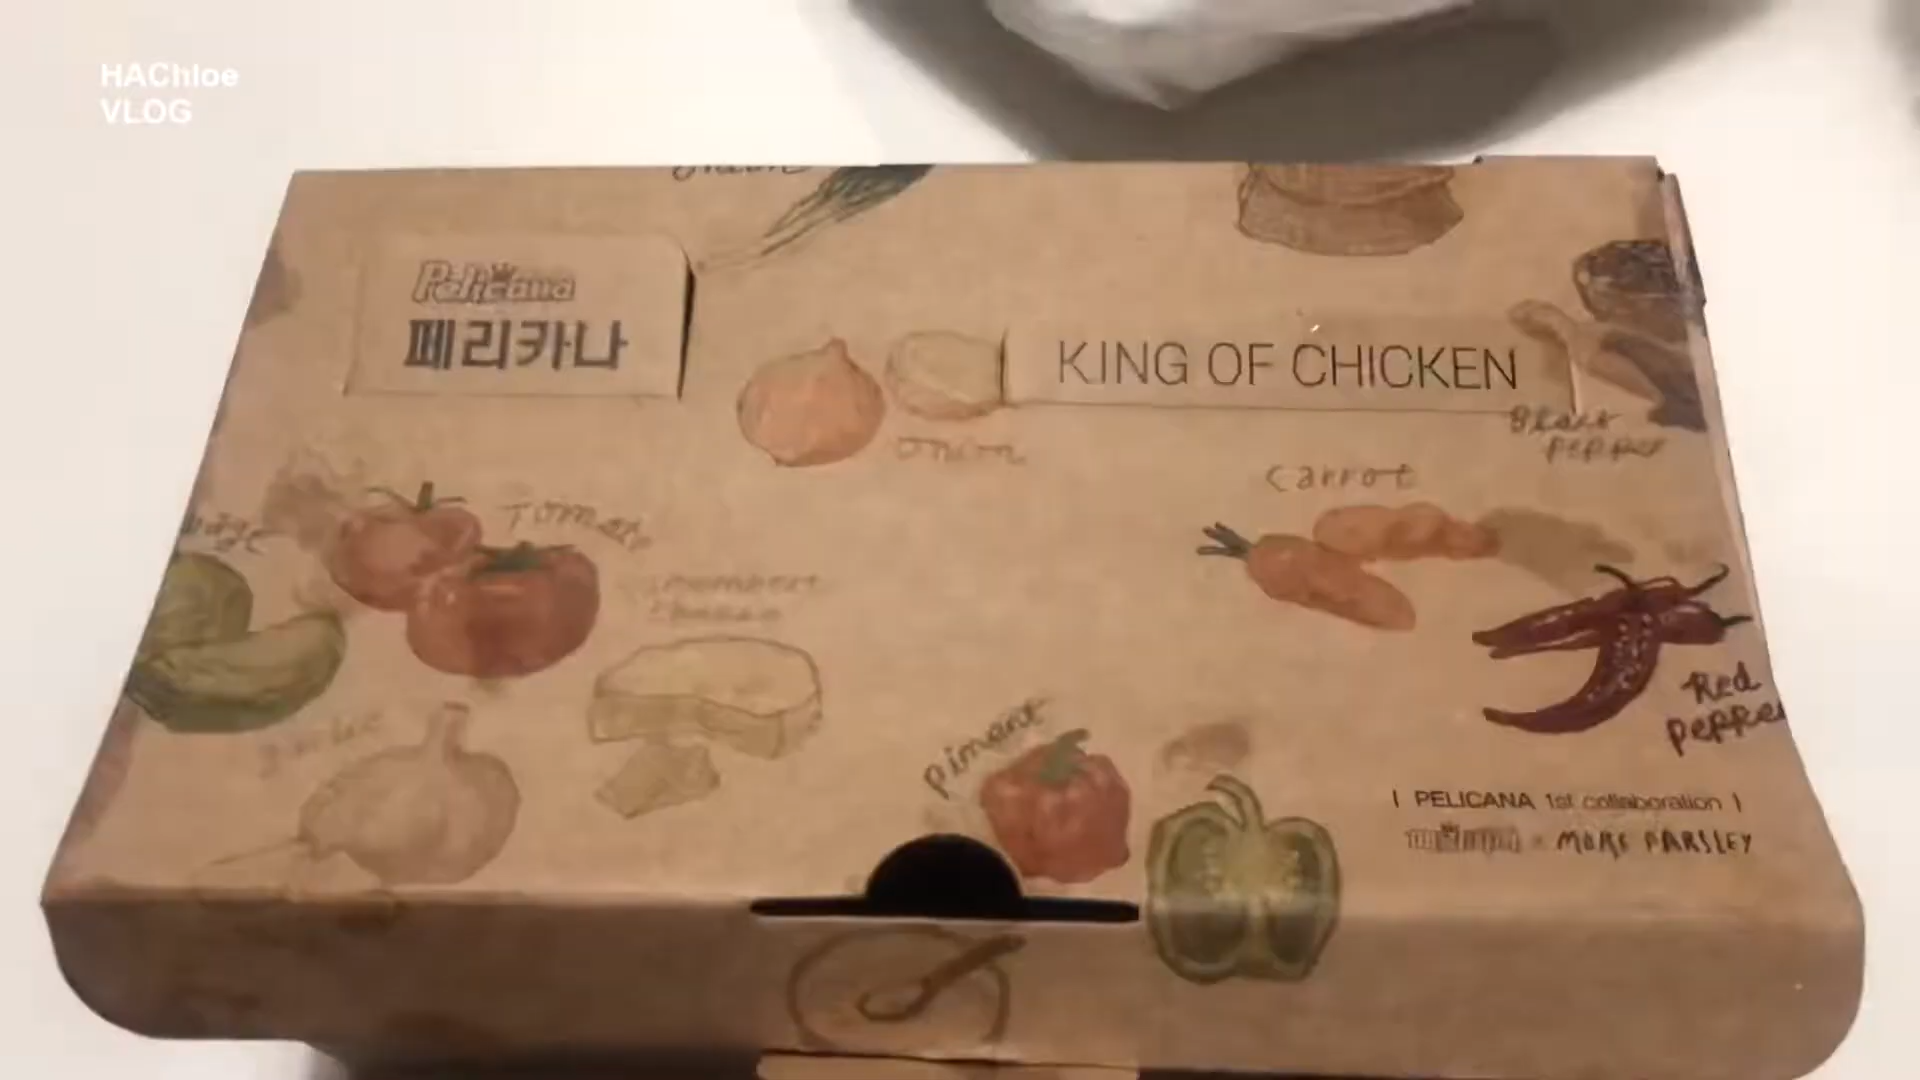 HAChloe
VLOG
Pelicana
페리카나
KING OF CHICKEN
onion
Black
pepper
carrot
Tomato
Red
pepper
piment
| PELICANA 1st collaboration |
× MORE PARSLEY